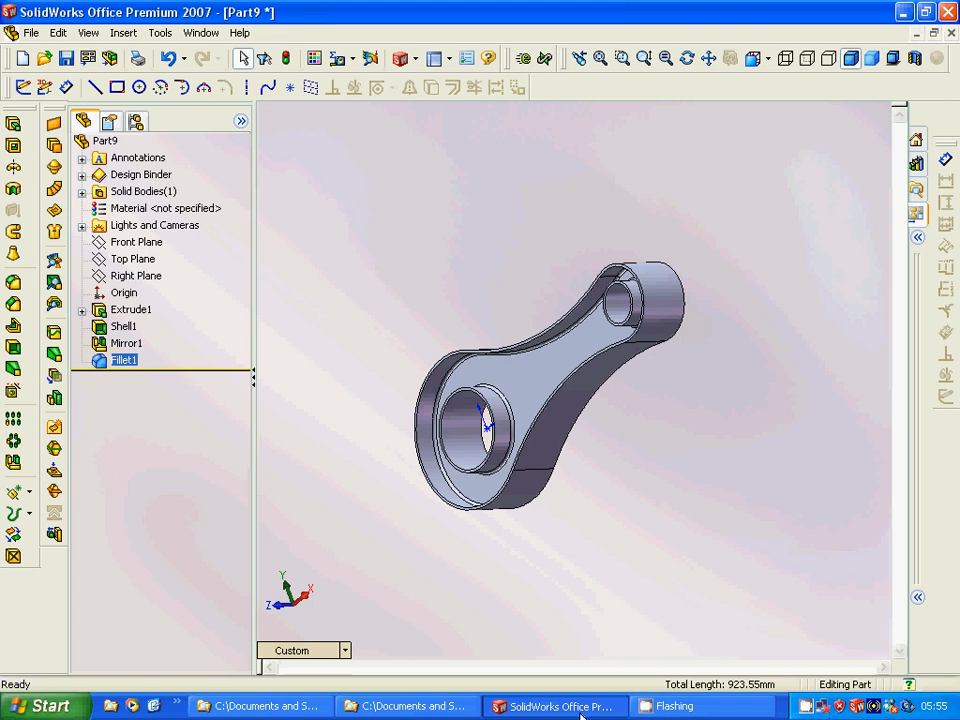 SolidWorks Office Premium 2007 - [Part9 *]
File Edit View Insert Tools Window Help
Part9
A Annotations
Design Binder
Solid Bodies(1)
Material <not specified>
Lights and Cameras
Front Plane
Top Plane
Right Plane
Origin
Extrude1
Shell1
Mirror1
Fillet1
Y
X
Z
Custom
Ready Total Length: 923.55mm Editing Part
Start C:\Documents and S... C:\Documents and S... SolidWorks Office Pr... Flashing 05:55